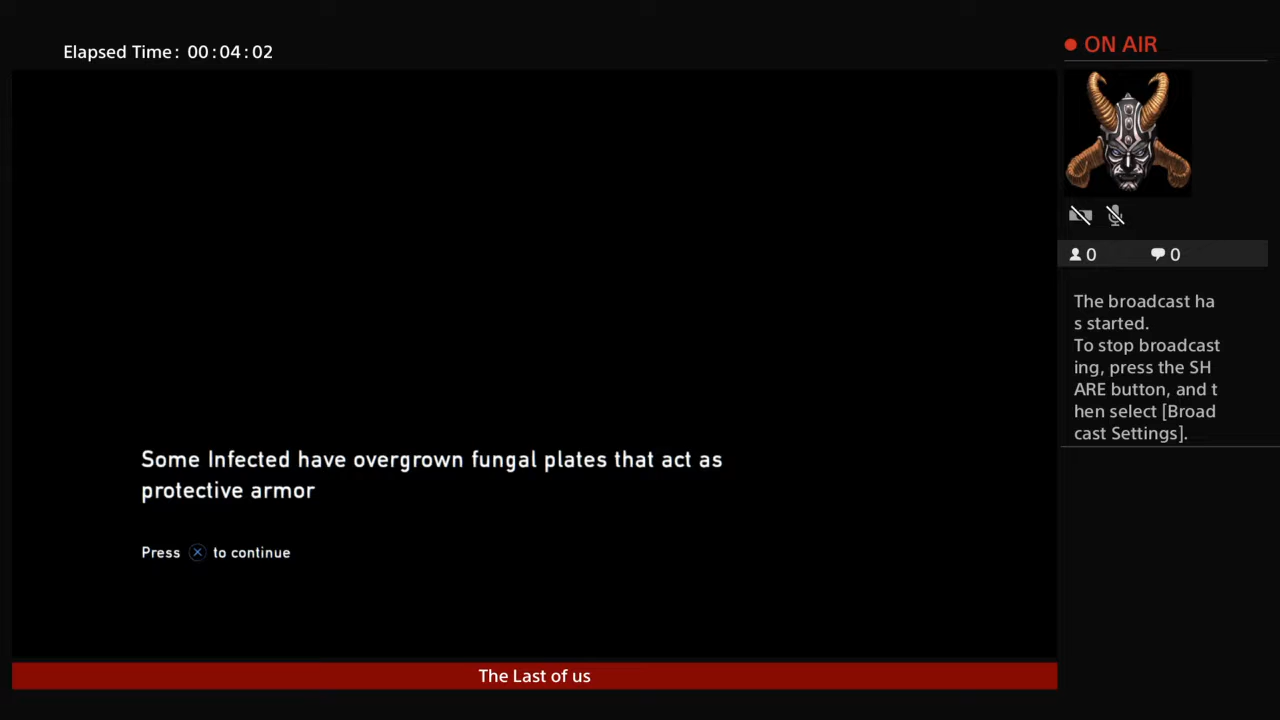 Elapsed Time: 00:04:02
ON AIR
0
0
The broadcast ha
s started.
To stop broadcast
ing, press the SH
ARE button, and t
hen select [Broad
cast Settings].
Some Infected have overgrown fungal plates that act as
protective armor
Press ⓧ to continue
The Last of us